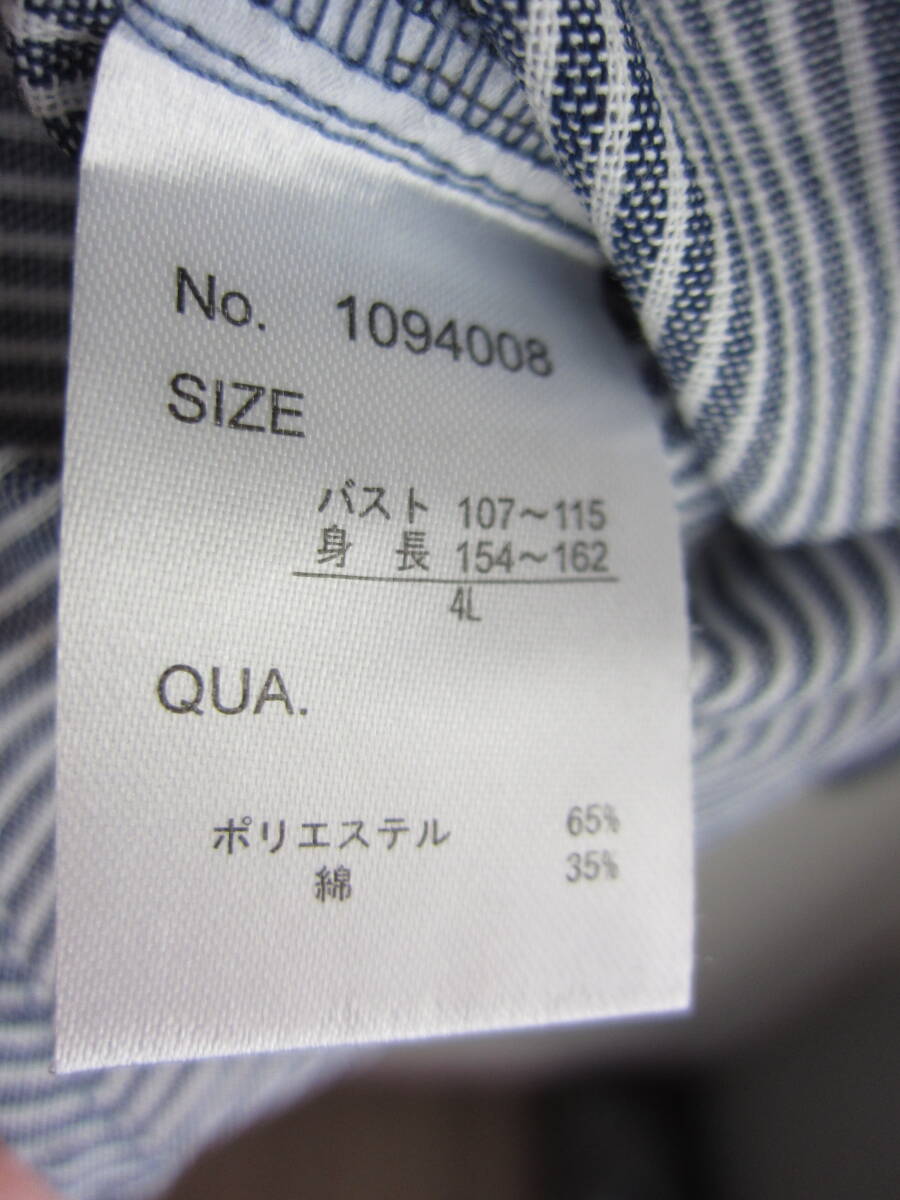 No. 1094008
SIZE
バスト 107～115
身 長 154～162
4L
QUA.
ポリエステル 65%
綿 35%